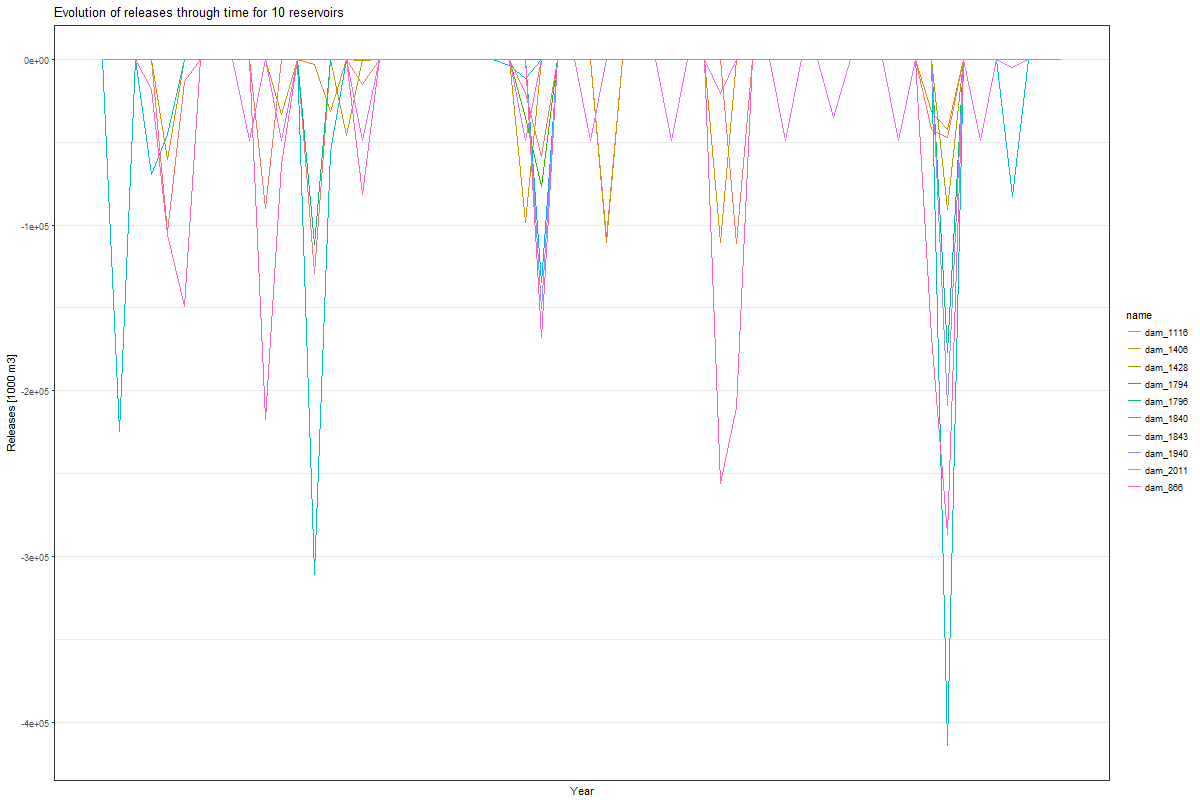 Evolution of releases through time for 10 reservoirs
0e+00
-1e+05
-2e+05
-3e+05
-4e+05
Releases [1000 m3]
Year
name
dam_1116
dam_1406
dam_1428
dam_1794
dam_1796
dam_1840
dam_1843
dam_1940
dam_2011
dam_866